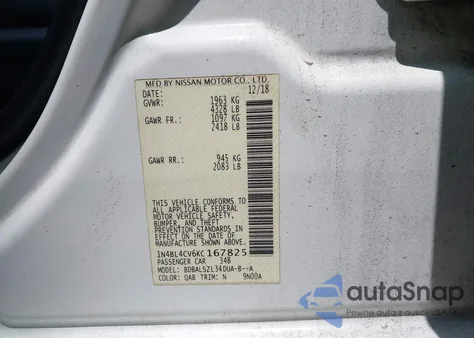 MFD BY NISSAN MOTOR CO., LTD.
DATE: 12/18
GVWR: 1963 KG
4328 LB
GAWR FR.: 1097 KG
2418 LB
GAWR RR.: 945 KG
2083 LB
THIS VEHICLE CONFORMS TO
ALL APPLICABLE FEDERAL
MOTOR VEHICLE SAFETY,
BUMPER, AND THEFT
PREVENTION STANDARDS IN
EFFECT ON THE DATE OF
MANUFACTURE SHOWN ABOVE.
1N4BL4CV6KC 167825
PASSENGER CAR 348
MODEL: BDBALSZL34DUA-B--A
COLOR: QAB TRIM: N 9N00A
autoSnap